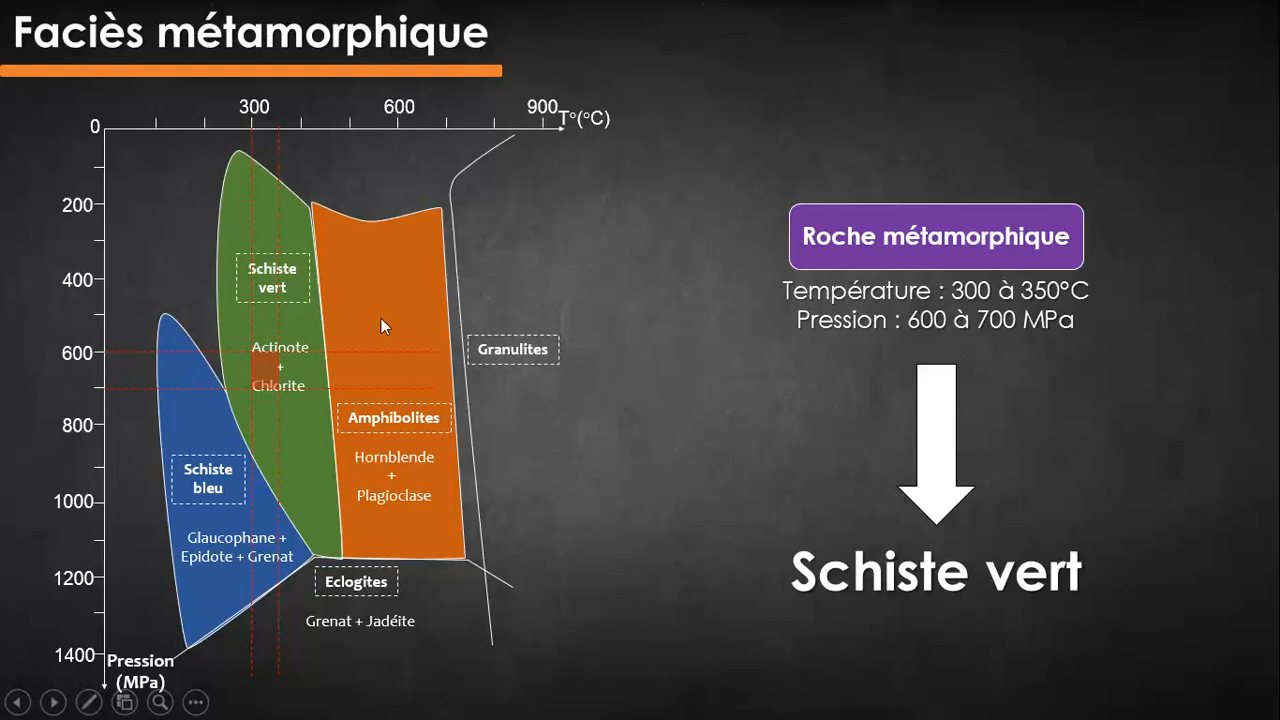 Faciès métamorphique
300
600
900
T°(°C)
0
200
400
600
800
1000
1200
1400
Pression
(MPa)
Schiste
vert
Actinote
+
Chlorite
Schiste
bleu
Glaucophane +
Epidote + Grenat
Amphibolites
Hornblende
+
Plagioclase
Granulites
Eclogites
Grenat + Jadéite
Roche métamorphique
Température : 300 à 350°C
Pression : 600 à 700 MPa
Schiste vert